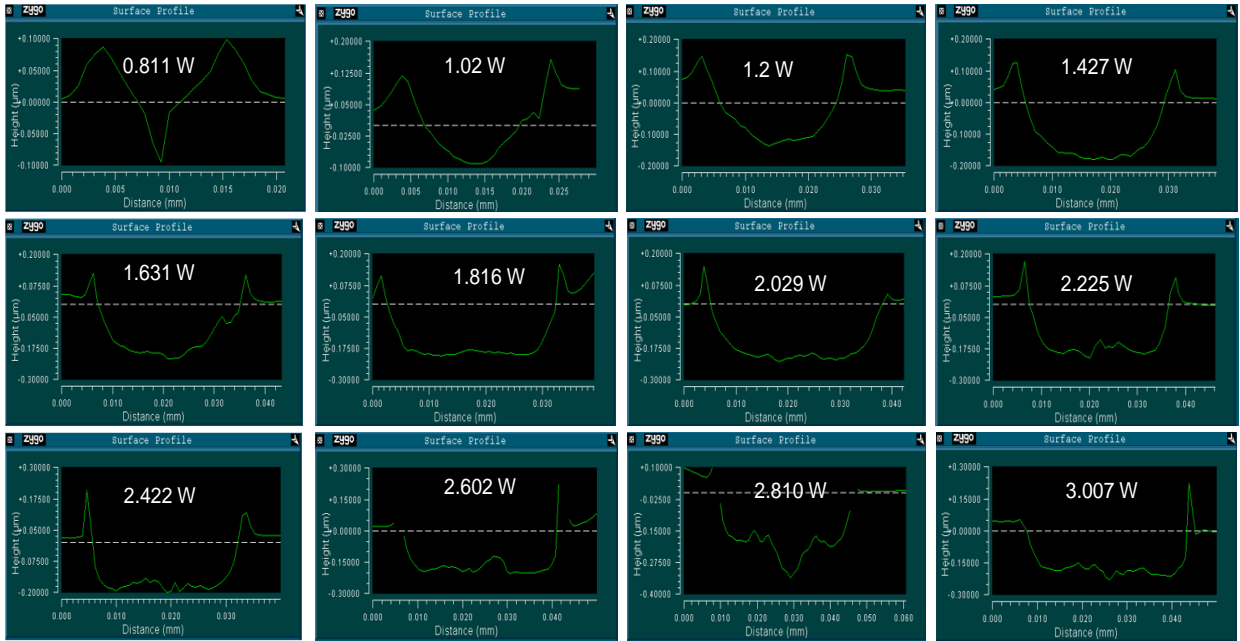 zygo Surface Profile
0.811 W
Height (µm)
+0.10000
+0.05000
+0.00000
-0.05000
-0.10000
0.000 0.005 0.010 0.015 0.020
Distance (mm)
zygo Surface Profile
1.02 W
Height (µm)
+0.20000
+0.12500
+0.05000
-0.02500
-0.10000
0.000 0.005 0.010 0.015 0.020 0.025
Distance (mm)
zygo Surface Profile
1.2 W
Height (µm)
+0.20000
+0.10000
+0.00000
-0.10000
-0.20000
0.000 0.010 0.020 0.030
Distance (mm)
zygo Surface Profile
1.427 W
Height (µm)
+0.20000
+0.10000
+0.00000
-0.10000
-0.20000
0.000 0.010 0.020 0.030
Distance (mm)
zygo Surface Profile
1.631 W
Height (µm)
+0.20000
+0.07500
-0.05000
-0.17500
-0.30000
0.000 0.010 0.020 0.030 0.040
Distance (mm)
zygo Surface Profile
1.816 W
Height (µm)
+0.20000
+0.07500
-0.05000
-0.17500
-0.30000
0.000 0.010 0.020 0.030
Distance (mm)
zygo Surface Profile
2.029 W
Height (µm)
+0.20000
+0.07500
-0.05000
-0.17500
-0.30000
0.000 0.010 0.020 0.030 0.040
Distance (mm)
zygo Surface Profile
2.225 W
Height (µm)
+0.20000
+0.07500
-0.05000
-0.17500
-0.30000
0.000 0.010 0.020 0.030 0.040
Distance (mm)
zygo Surface Profile
2.422 W
Height (µm)
+0.30000
+0.17500
+0.05000
-0.07500
-0.20000
0.000 0.010 0.020 0.030
Distance (mm)
zygo Surface Profile
2.602 W
Height (µm)
+0.30000
+0.15000
+0.00000
-0.15000
-0.30000
0.000 0.010 0.020 0.030 0.040
Distance (mm)
zygo Surface Profile
2.810 W
Height (µm)
+0.10000
-0.02500
-0.15000
-0.27500
-0.40000
0.000 0.010 0.020 0.030 0.040 0.050 0.060
Distance (mm)
zygo Surface Profile
3.007 W
Height (µm)
+0.30000
+0.15000
+0.00000
-0.15000
-0.30000
0.000 0.010 0.020 0.030 0.040
Distance (mm)